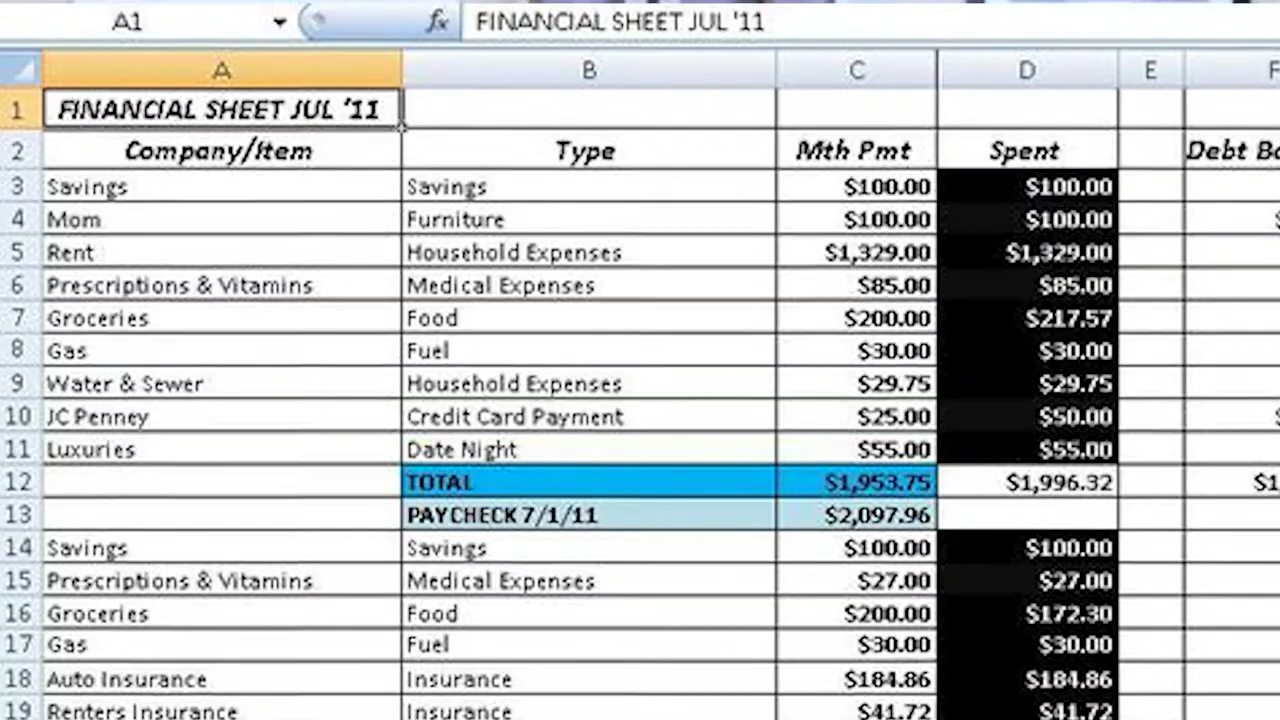 A1 fx FINANCIAL SHEET JUL '11
A B C D E F
1 FINANCIAL SHEET JUL '11
2 Company/Item Type Mth Pmt Spent Debt
3 Savings Savings $100.00 $100.00
4 Mom Furniture $100.00 $100.00
5 Rent Household Expenses $1,329.00 $1,329.00
6 Prescriptions & Vitamins Medical Expenses $85.00 $85.00
7 Groceries Food $200.00 $217.57
8 Gas Fuel $30.00 $30.00
9 Water & Sewer Household Expenses $29.75 $29.75
10 JC Penney Credit Card Payment $25.00 $50.00
11 Luxuries Date Night $55.00 $55.00
12 TOTAL $1,953.75 $1,996.32
13 PAYCHECK 7/1/11 $2,097.96
14 Savings Savings $100.00 $100.00
15 Prescriptions & Vitamins Medical Expenses $27.00 $27.00
16 Groceries Food $200.00 $172.30
17 Gas Fuel $30.00 $30.00
18 Auto Insurance Insurance $184.86 $184.86
19 Renters Insurance Insurance $41.72 $41.72